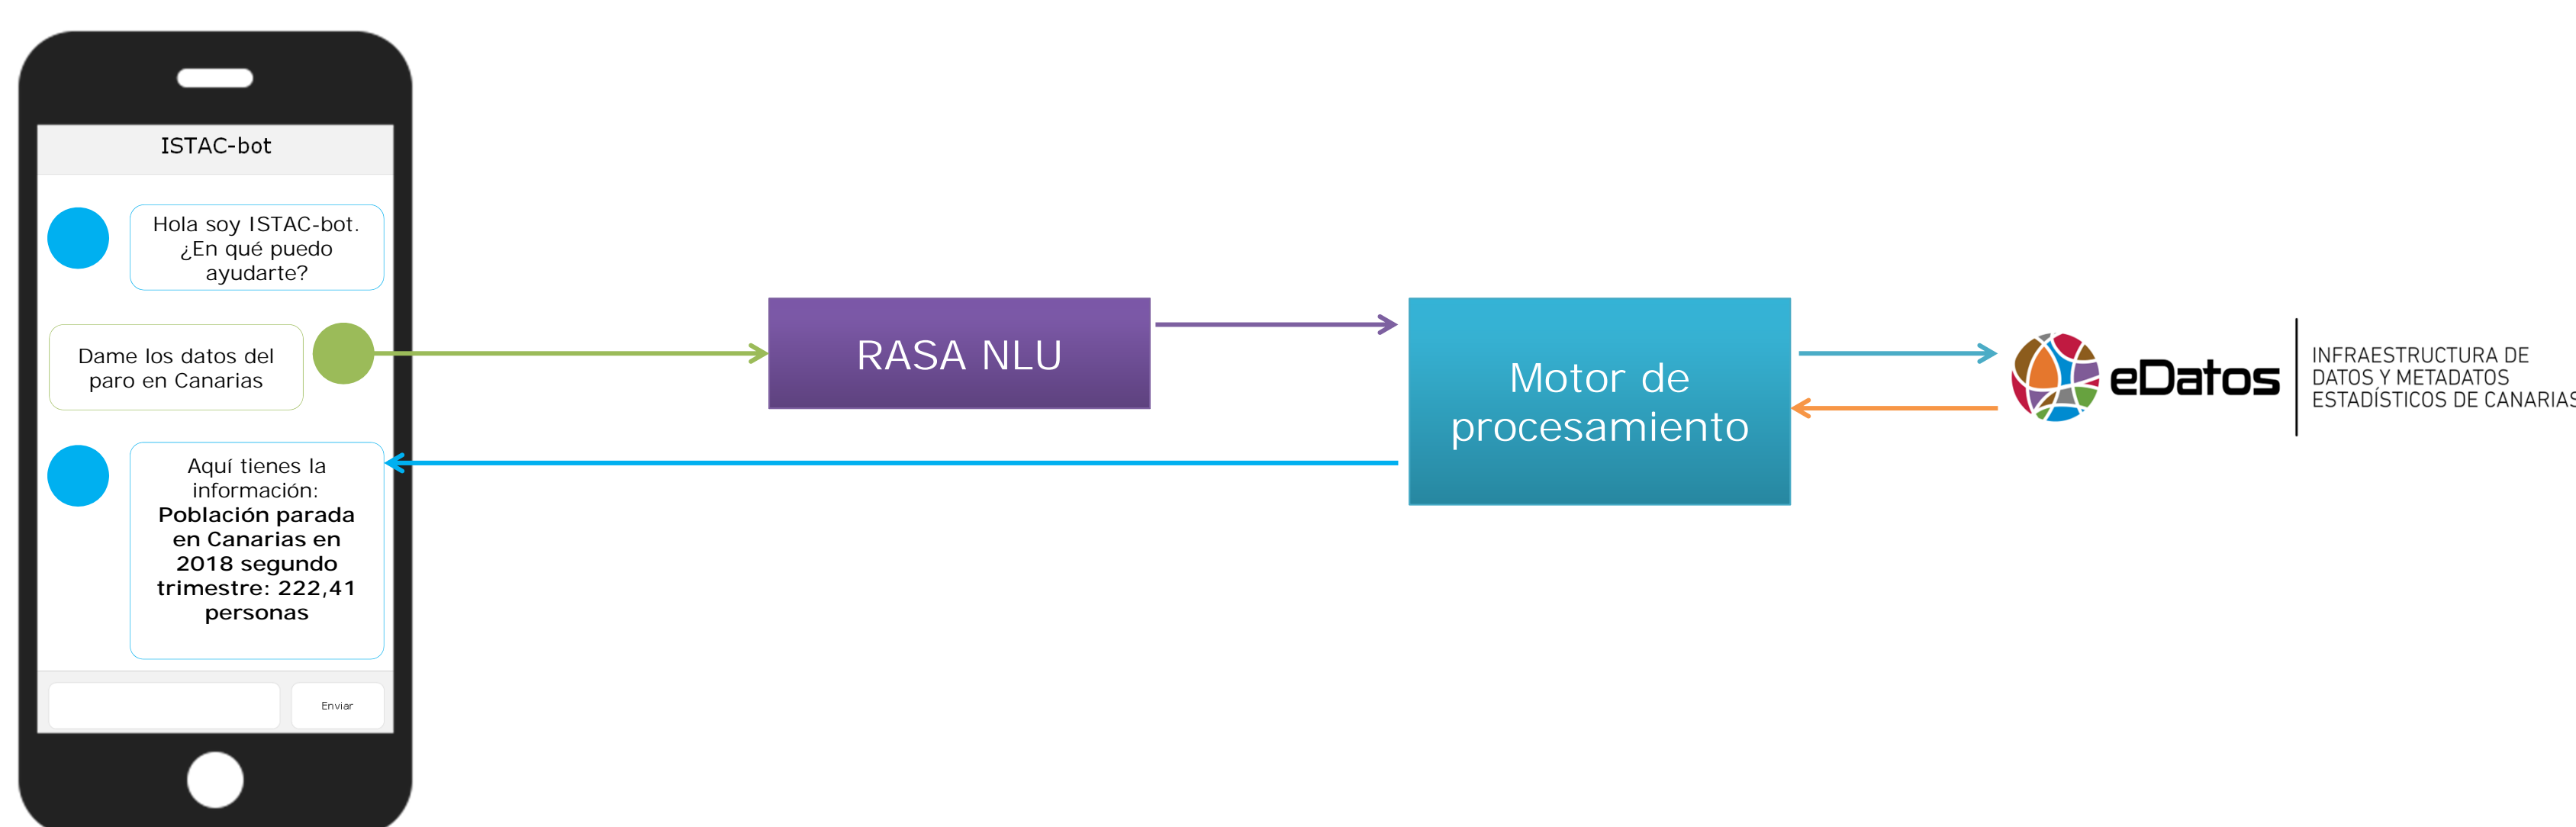 ISTAC-bot
Hola soy ISTAC-bot.
¿En qué puedo
ayudarte?
Dame los datos del
paro en Canarias
Aquí tienes la
información:
Población parada
en Canarias en
2018 segundo
trimestre: 222,41
personas
Enviar
RASA NLU
Motor de
procesamiento
eDatos
INFRAESTRUCTURA DE
DATOS Y METADATOS
ESTADÍSTICOS DE CANARIAS